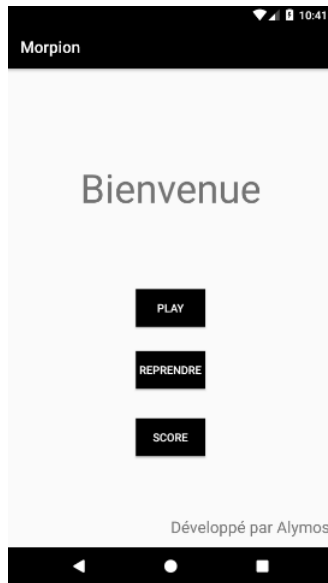 10:41
Morpion
Bienvenue
PLAY
REPRENDRE
SCORE
Développé par Alymos